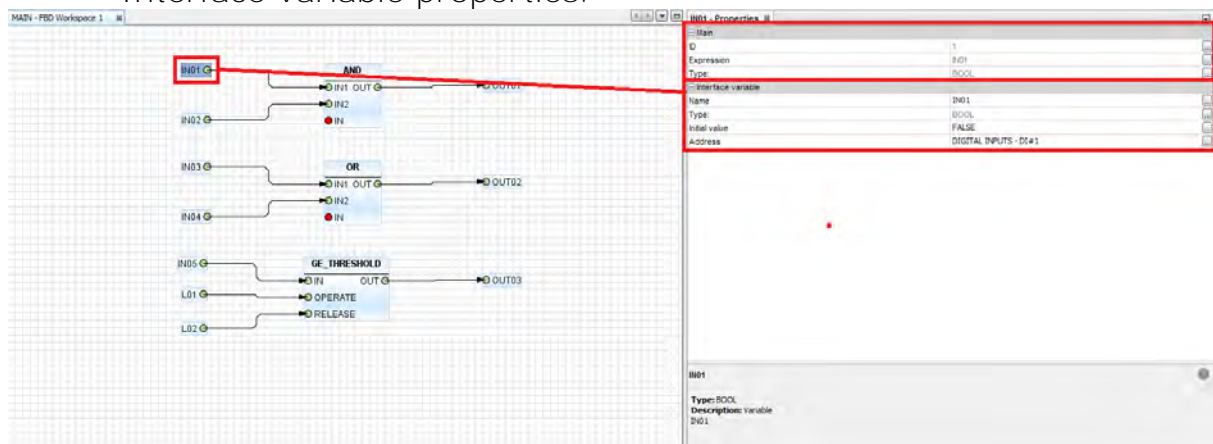 Interface variable properties.
MAIN - FBD Workspace 1
IN01 - Properties
Main
ID 1
Expression IN01
Type: BOOL
Interface variable
Name IN01
Type: BOOL
Initial value FALSE
Address DIGITAL INPUTS - DI#1
IN01 AND
IN1 OUT OUT01
IN2
IN02 IN
IN03 OR
IN1 OUT OUT02
IN2
IN04 IN
IN05 GE_THRESHOLD
IN OUT OUT03
L01 OPERATE
RELEASE
L02
IN01
Type: BOOL
Description: Variable
IN01